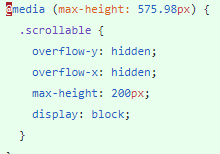 @media (max-height: 575.98px) {
.scrollable {
overflow-y: hidden;
overflow-x: hidden;
max-height: 200px;
display: block;
}
}